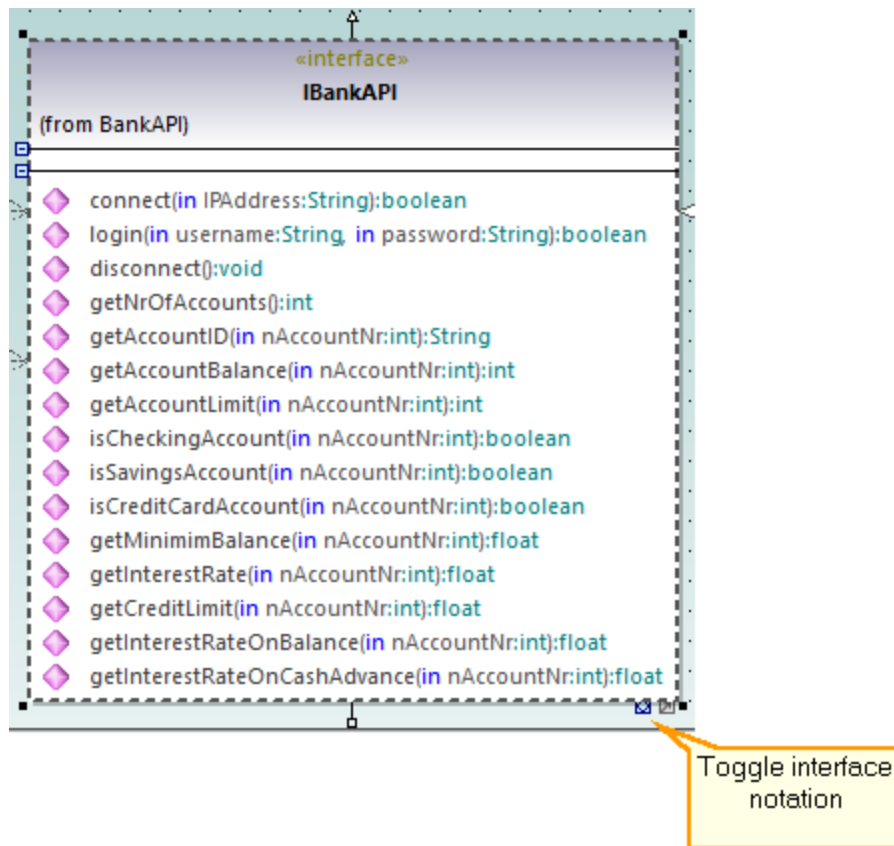 «interface»
IBankAPI
(from BankAPI)
connect(in IPAddress:String):boolean
login(in username:String, in password:String):boolean
disconnect():void
getNrOfAccounts():int
getAccountID(in nAccountNr:int):String
getAccountBalance(in nAccountNr:int):int
getAccountLimit(in nAccountNr:int):int
isCheckingAccount(in nAccountNr:int):boolean
isSavingsAccount(in nAccountNr:int):boolean
isCreditCardAccount(in nAccountNr:int):boolean
getMinimimBalance(in nAccountNr:int):float
getInterestRate(in nAccountNr:int):float
getCreditLimit(in nAccountNr:int):float
getInterestRateOnBalance(in nAccountNr:int):float
getInterestRateOnCashAdvance(in nAccountNr:int):float
Toggle interface
notation